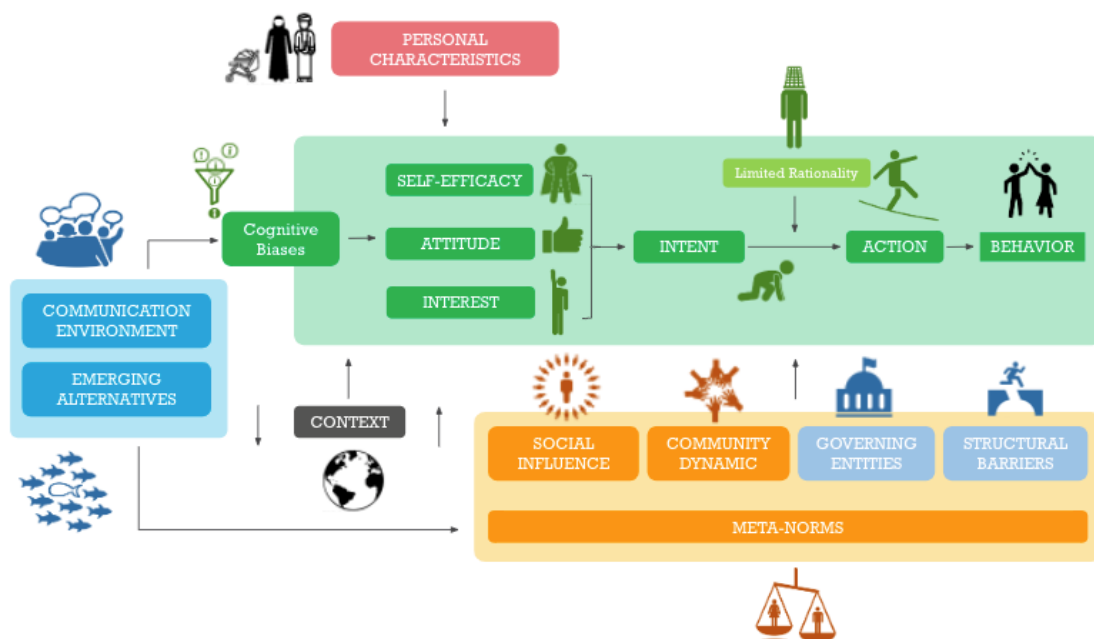 PERSONAL
CHARACTERISTICS
SELF-EFFICACY
Limited Rationality
Cognitive
Biases
ATTITUDE
INTENT
ACTION
BEHAVIOR
INTEREST
COMMUNICATION
ENVIRONMENT
EMERGING
ALTERNATIVES
CONTEXT
SOCIAL
INFLUENCE
COMMUNITY
DYNAMIC
GOVERNING
ENTITIES
STRUCTURAL
BARRIERS
META-NORMS